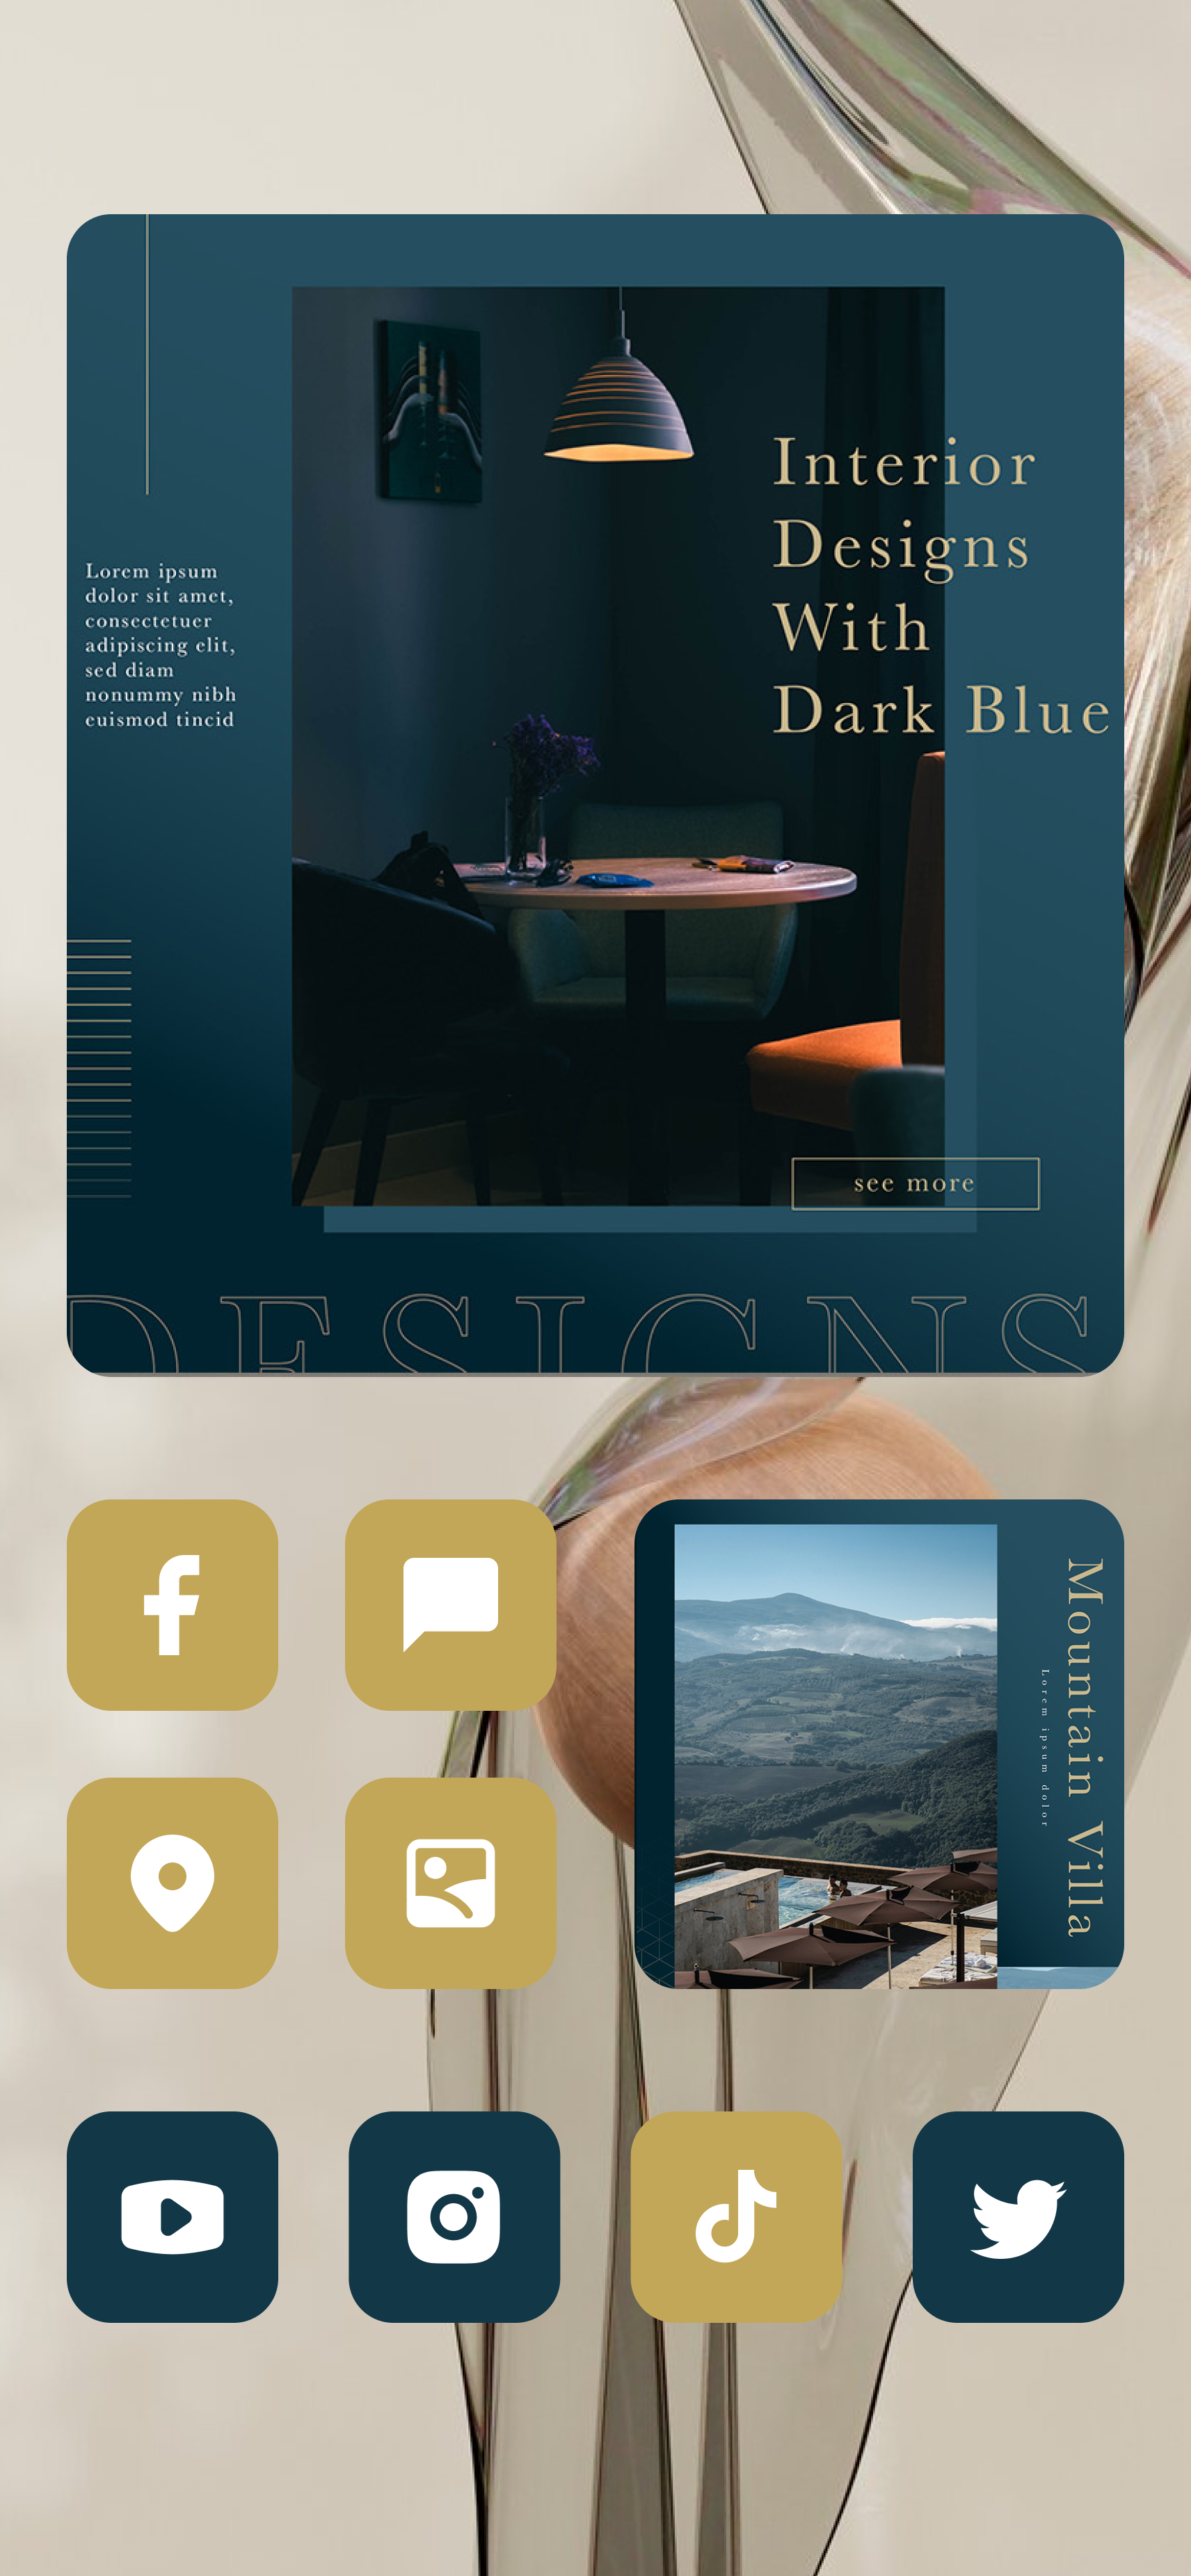 Interior
Designs
With
Dark Blue
Lorem ipsum
dolor sit amet,
consectetuer
adipiscing elit,
sed diam
nonummy nibh
euismod tincid
see more
DESIGNS
Mountain Villa
Lorem ipsum dolor